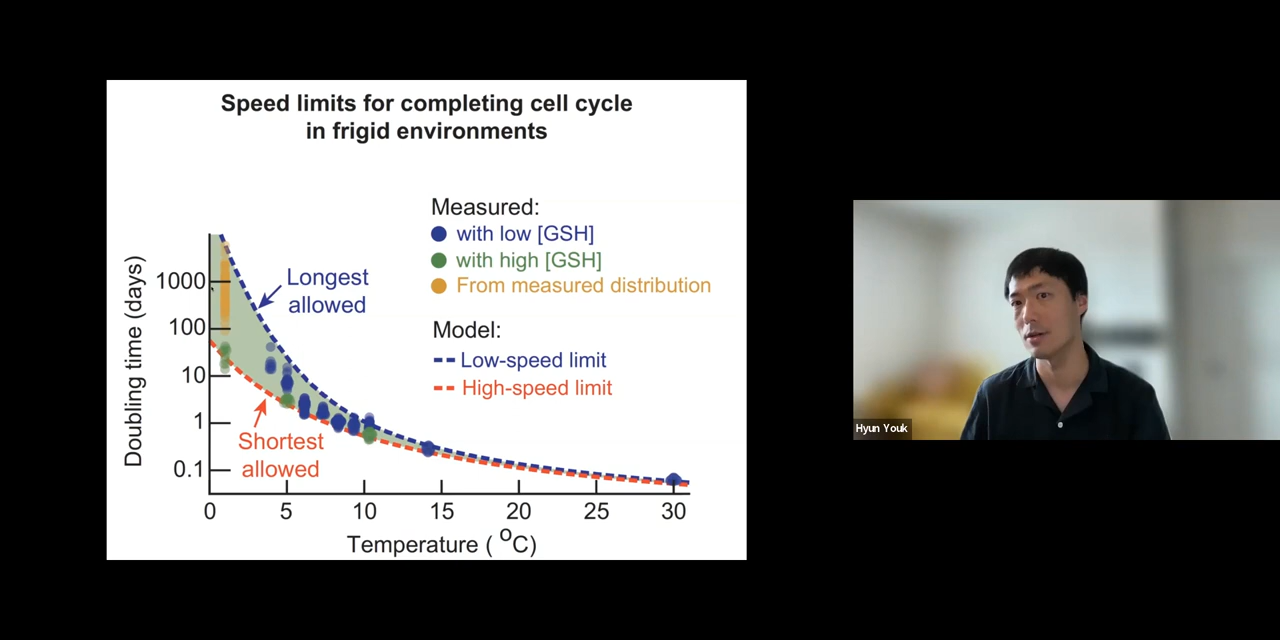 Speed limits for completing cell cycle
in frigid environments
Measured:
with low [GSH]
with high [GSH]
From measured distribution
Model:
Low-speed limit
High-speed limit
Longest
allowed
Shortest
allowed
Doubling time (days)
1000
100
10
1
0.1
0 5 10 15 20 25 30
Temperature ( °C)
Hyun Youk